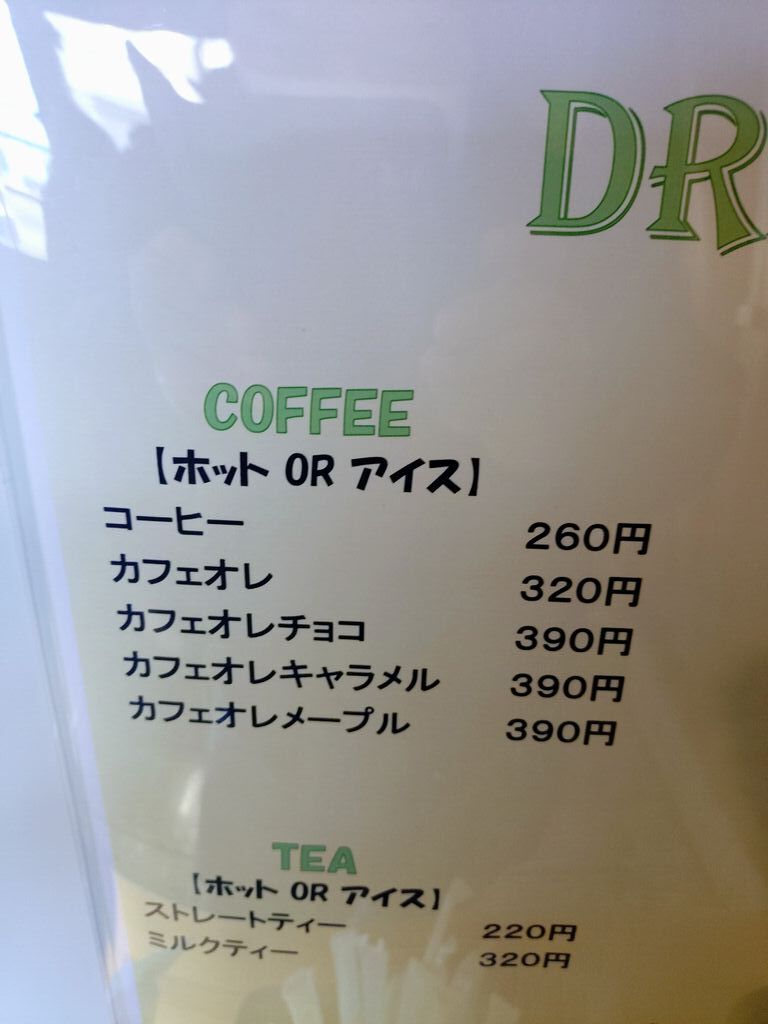 DR
COFFEE
【ホット OR アイス】
コーヒー 260円
カフェオレ 320円
カフェオレチョコ 390円
カフェオレキャラメル 390円
カフェオレメープル 390円
TEA
【ホット OR アイス】
ストレートティー 220円
ミルクティー 320円